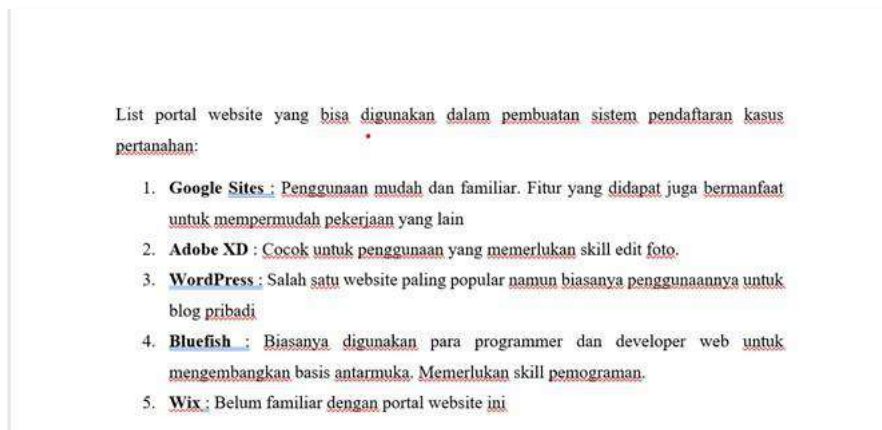 List portal website yang bisa digunakan dalam pembuatan sistem pendaftaran kasus
pertanahan:
1. Google Sites : Penggunaan mudah dan familiar. Fitur yang didapat juga bermanfaat
untuk mempermudah pekerjaan yang lain
2. Adobe XD : Cocok untuk penggunaan yang memerlukan skill edit foto.
3. WordPress : Salah satu website paling popular namun biasanya penggunaannya untuk
blog pribadi
4. Bluefish : Biasanya digunakan para programmer dan developer web untuk
mengembangkan basis antarmuka. Memerlukan skill pemograman.
5. Wix : Belum familiar dengan portal website ini